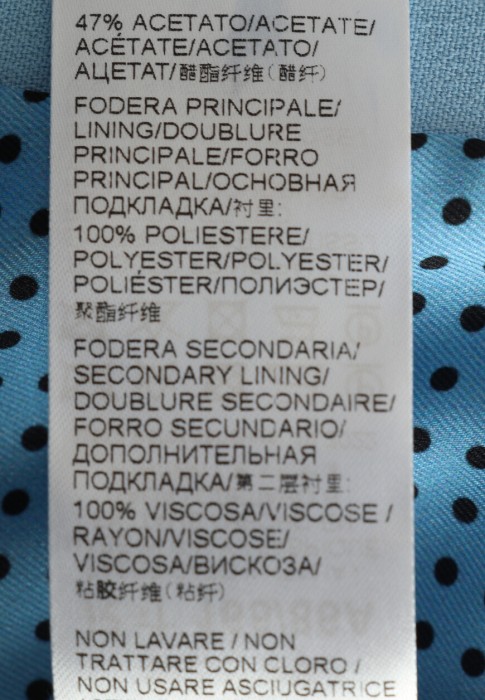 47% ACETATO/ACETATE/
ACÉTATE/ACETATO/
АЦЕТАТ/醋酯纤维（醋纤）
FODERA PRINCIPALE/
LINING/DOUBLURE
PRINCIPALE/FORRO
PRINCIPAL/ОСНОВНАЯ
ПОДКЛАДКА/衬里:
100% POLIESTERE/
POLYESTER/POLYESTER/
POLIÉSTER/ПОЛИЭСТЕР/
聚酯纤维
FODERA SECONDARIA/
SECONDARY LINING/
DOUBLURE SECONDAIRE/
FORRO SECUNDARIO/
ДОПОЛНИТЕЛЬНАЯ
ПОДКЛАДКА/第二层衬里:
100% VISCOSA/VISCOSE /
RAYON/VISCOSE/
VISCOSA/ВИСКОЗА/
粘胶纤维（粘纤）
NON LAVARE / NON
TRATTARE CON CLORO /
NON USARE ASCIUGATRICE